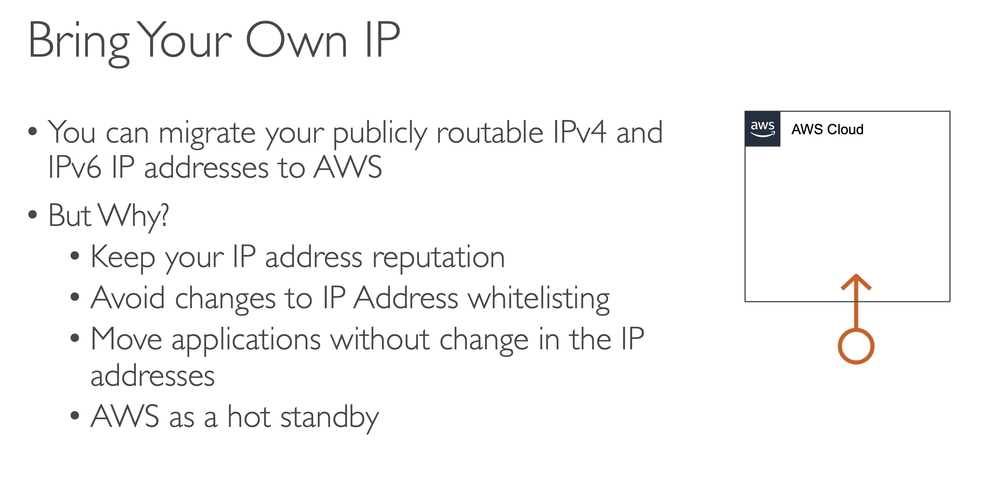 Bring Your Own IP
• You can migrate your publicly routable IPv4 and
IPv6 IP addresses to AWS
• But Why?
• Keep your IP address reputation
• Avoid changes to IP Address whitelisting
• Move applications without change in the IP
addresses
• AWS as a hot standby
aws
AWS Cloud